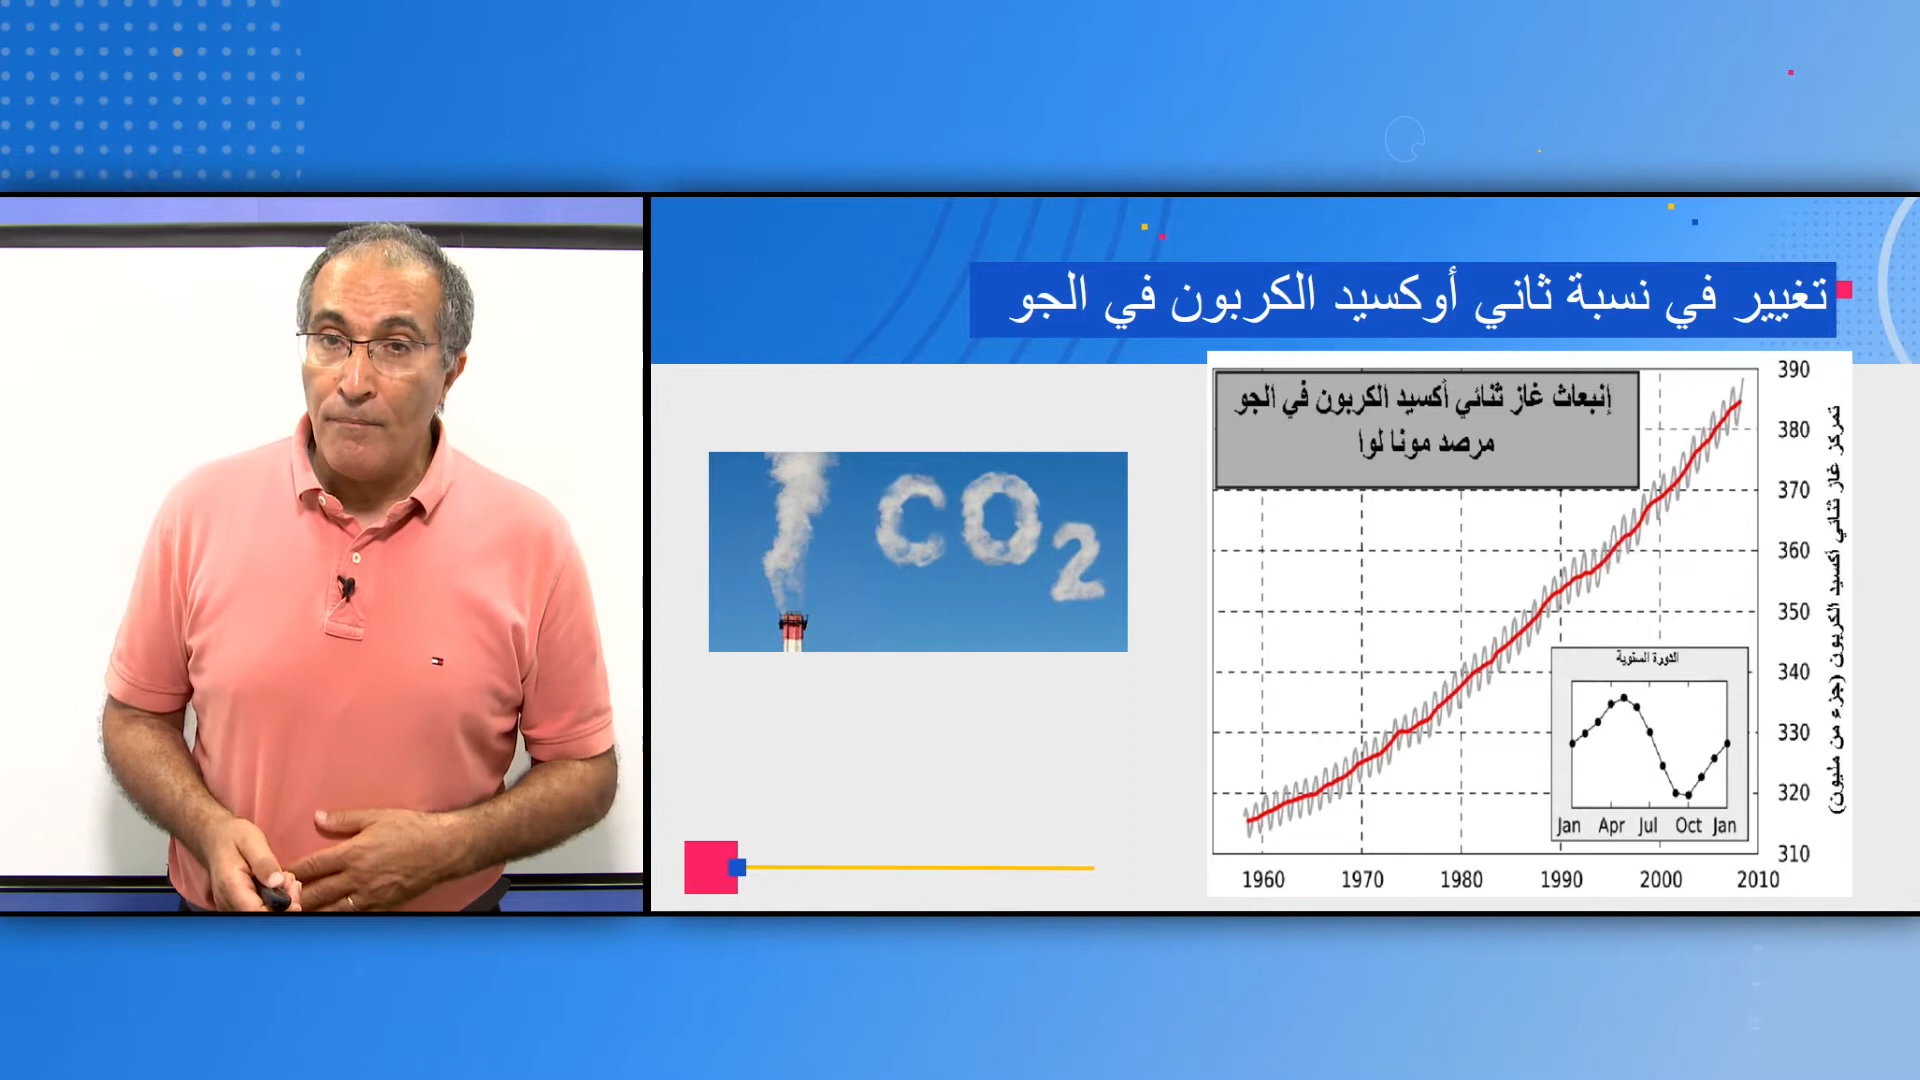 تغيير في نسبة ثاني أوكسيد الكربون في الجو
CO2
إنبعاث غاز ثنائي أكسيد الكربون في الجو
مرصد مونا لوا
390
380
370
360
350
340
330
320
310
تمركز غاز ثنائي أكسيد الكربون (جزء من مليون)
الدورة السنوية
Jan Apr Jul Oct Jan
1960 1970 1980 1990 2000 2010